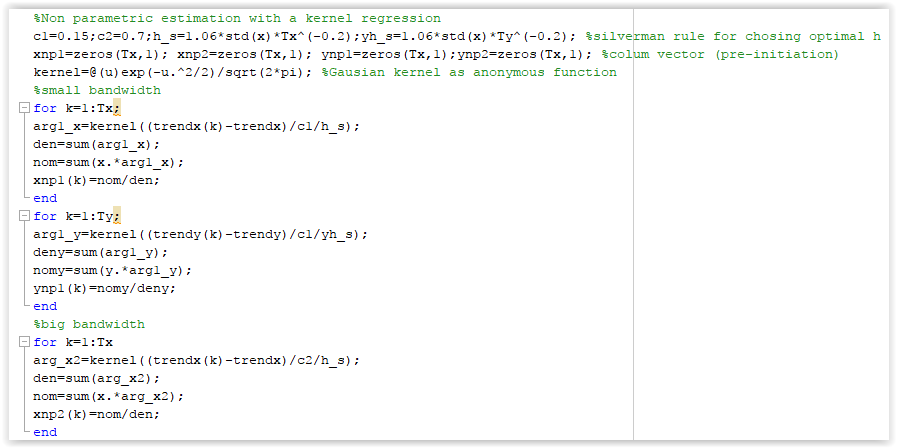 %Non parametric estimation with a kernel regression
c1=0.15;c2=0.7;h_s=1.06*std(x)*Tx^(-0.2);yh_s=1.06*std(x)*Ty^(-0.2); %silverman rule for chosing optimal h
xnp1=zeros(Tx,1); xnp2=zeros(Tx,1); ynp1=zeros(Tx,1);ynp2=zeros(Tx,1); %colum vector (pre-initiation)
kernel=@(u)exp(-u.^2/2)/sqrt(2*pi); %Gausian kernel as anonymous function
%small bandwidth
for k=1:Tx;
arg1_x=kernel((trendx(k)-trendx)/c1/h_s);
den=sum(arg1_x);
nom=sum(x.*arg1_x);
xnp1(k)=nom/den;
end
for k=1:Ty;
arg1_y=kernel((trendy(k)-trendy)/c1/yh_s);
deny=sum(arg1_y);
nomy=sum(y.*arg1_y);
ynp1(k)=nomy/deny;
end
%big bandwidth
for k=1:Tx
arg_x2=kernel((trendx(k)-trendx)/c2/h_s);
den=sum(arg_x2);
nom=sum(x.*arg_x2);
xnp2(k)=nom/den;
end